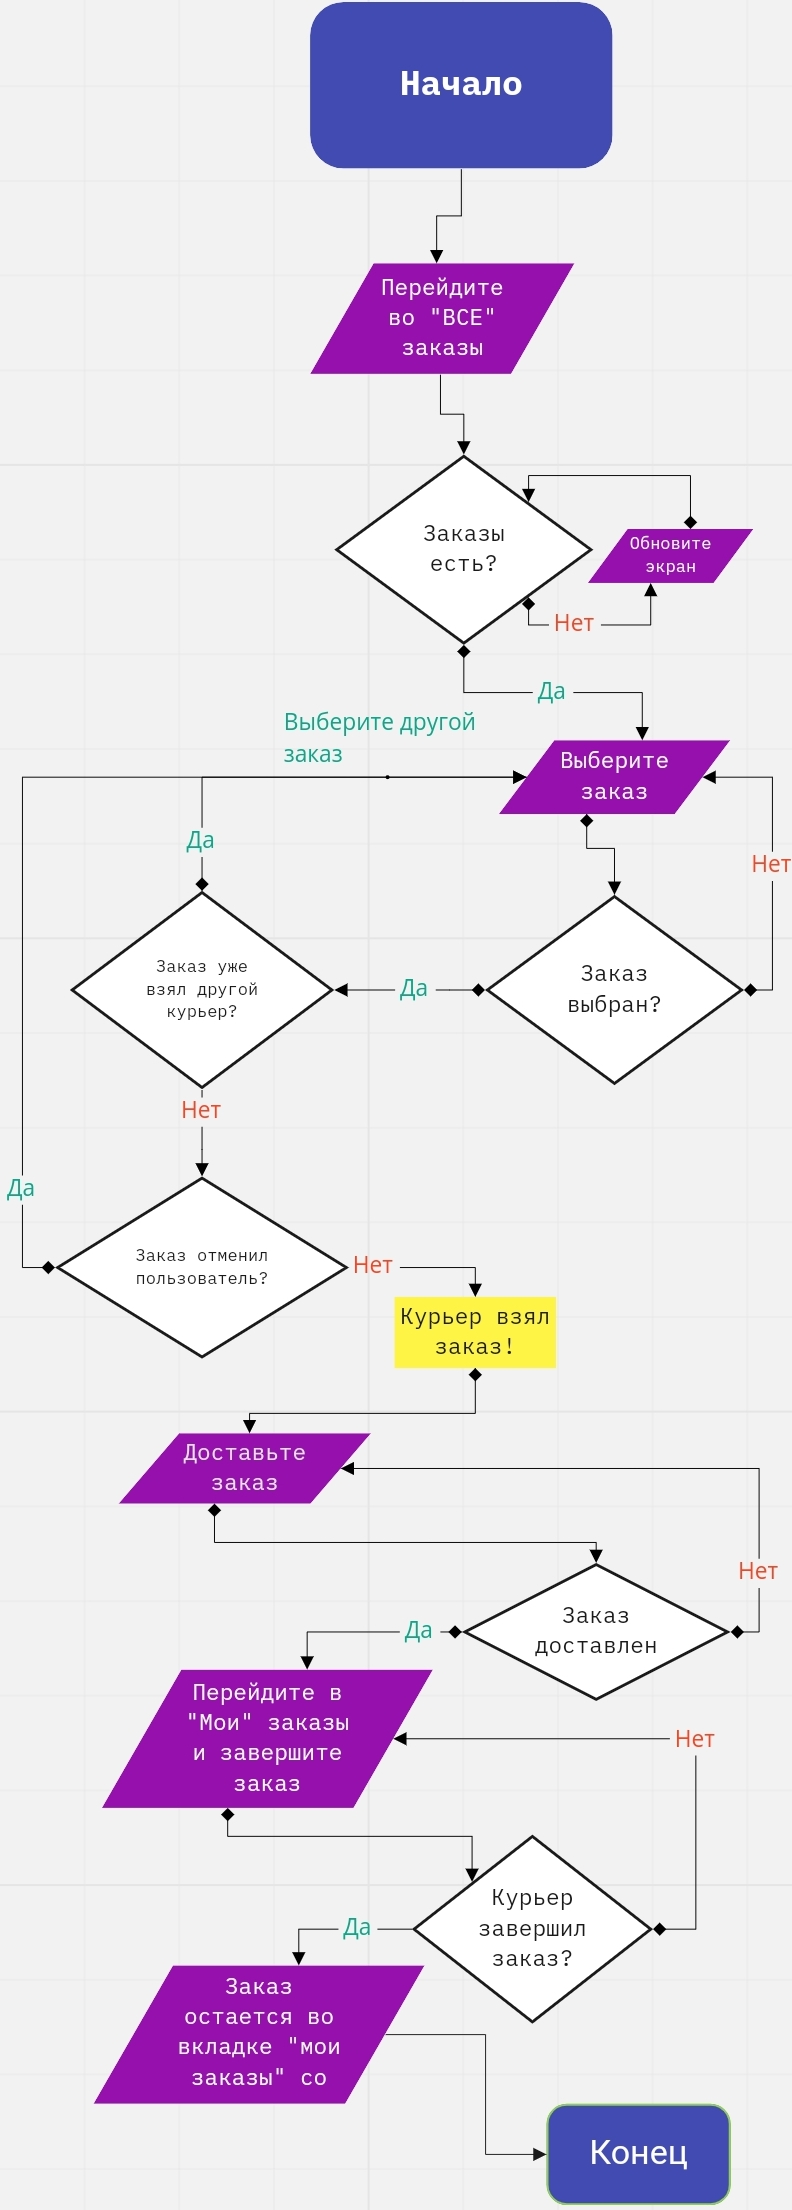 Начало
Перейдите
во "ВСЕ"
заказы
Заказы
есть?
Обновите
экран
Нет
Да
Выберите другой
заказ
Выберите
заказ
Да
Нет
Заказ уже
взял другой
курьер?
Да
Заказ
выбран?
Нет
Да
Заказ отменил
пользователь?
Нет
Курьер взял
заказ!
Доставьте
заказ
Нет
Заказ
доставлен
Да
Перейдите в
"Мои" заказы
и завершите
заказ
Нет
Курьер
завершил
заказ?
Да
Заказ
остается во
вкладке "мои
заказы" со
Конец